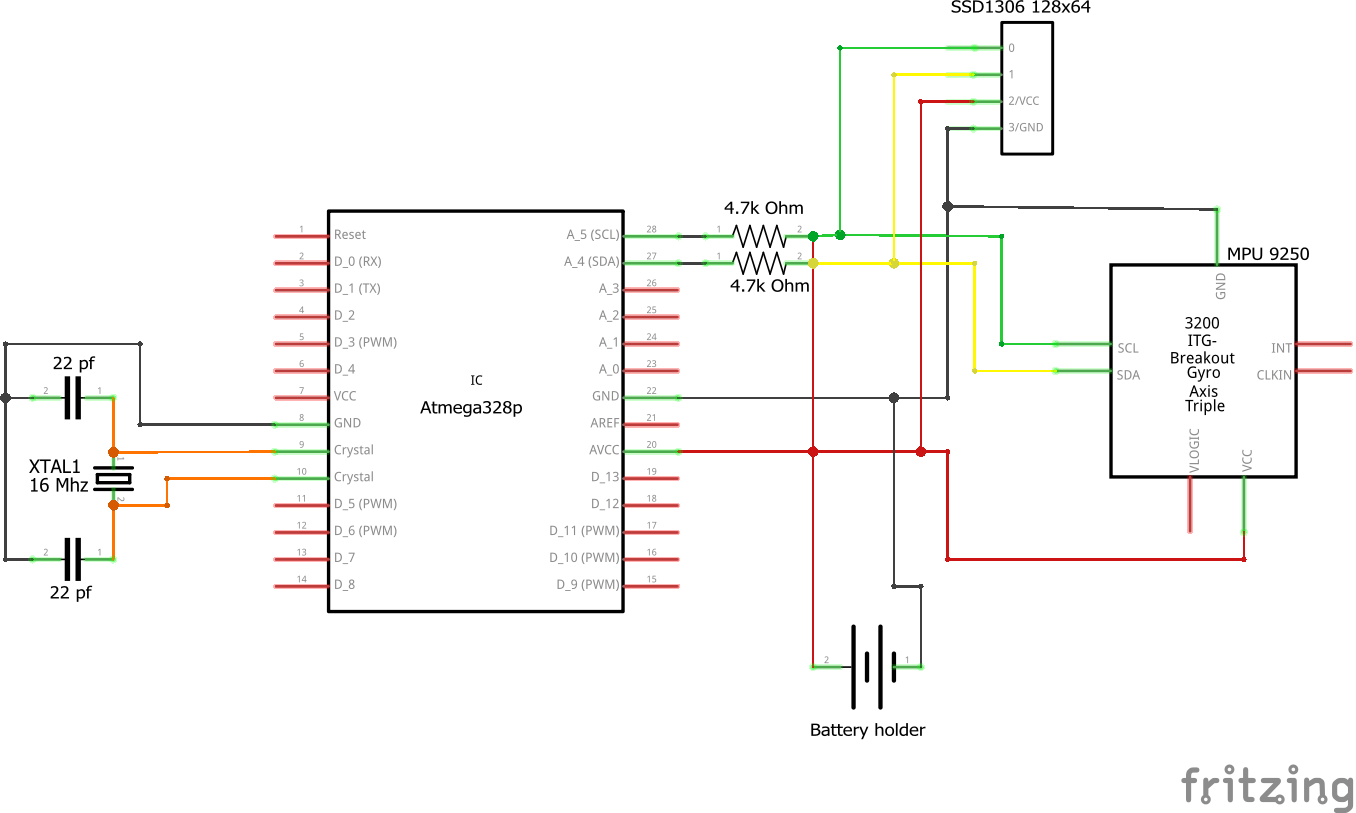 SSD1306 128x64
0
1
2/VCC
3/GND
4.7k Ohm
1 2
1 2
4.7k Ohm
IC
Atmega328p
1 Reset
2 D_0 (RX)
3 D_1 (TX)
4 D_2
5 D_3 (PWM)
6 D_4
7 VCC
8 GND
9 Crystal
10 Crystal
11 D_5 (PWM)
12 D_6 (PWM)
13 D_7
14 D_8
A_5 (SCL) 28
A_4 (SDA) 27
A_3 26
A_2 25
A_1 24
A_0 23
GND 22
AREF 21
AVCC 20
D_13 19
D_12 18
D_11 (PWM) 17
D_10 (PWM) 16
D_9 (PWM) 15
22 pf
2 1
XTAL1
16 Mhz
1
2
2 1
22 pf
MPU 9250
GND
3200
ITG-
Breakout
Gyro
Axis
Triple
SCL
SDA
INT
CLKIN
VLOGIC
VCC
2 1
Battery holder
fritzing